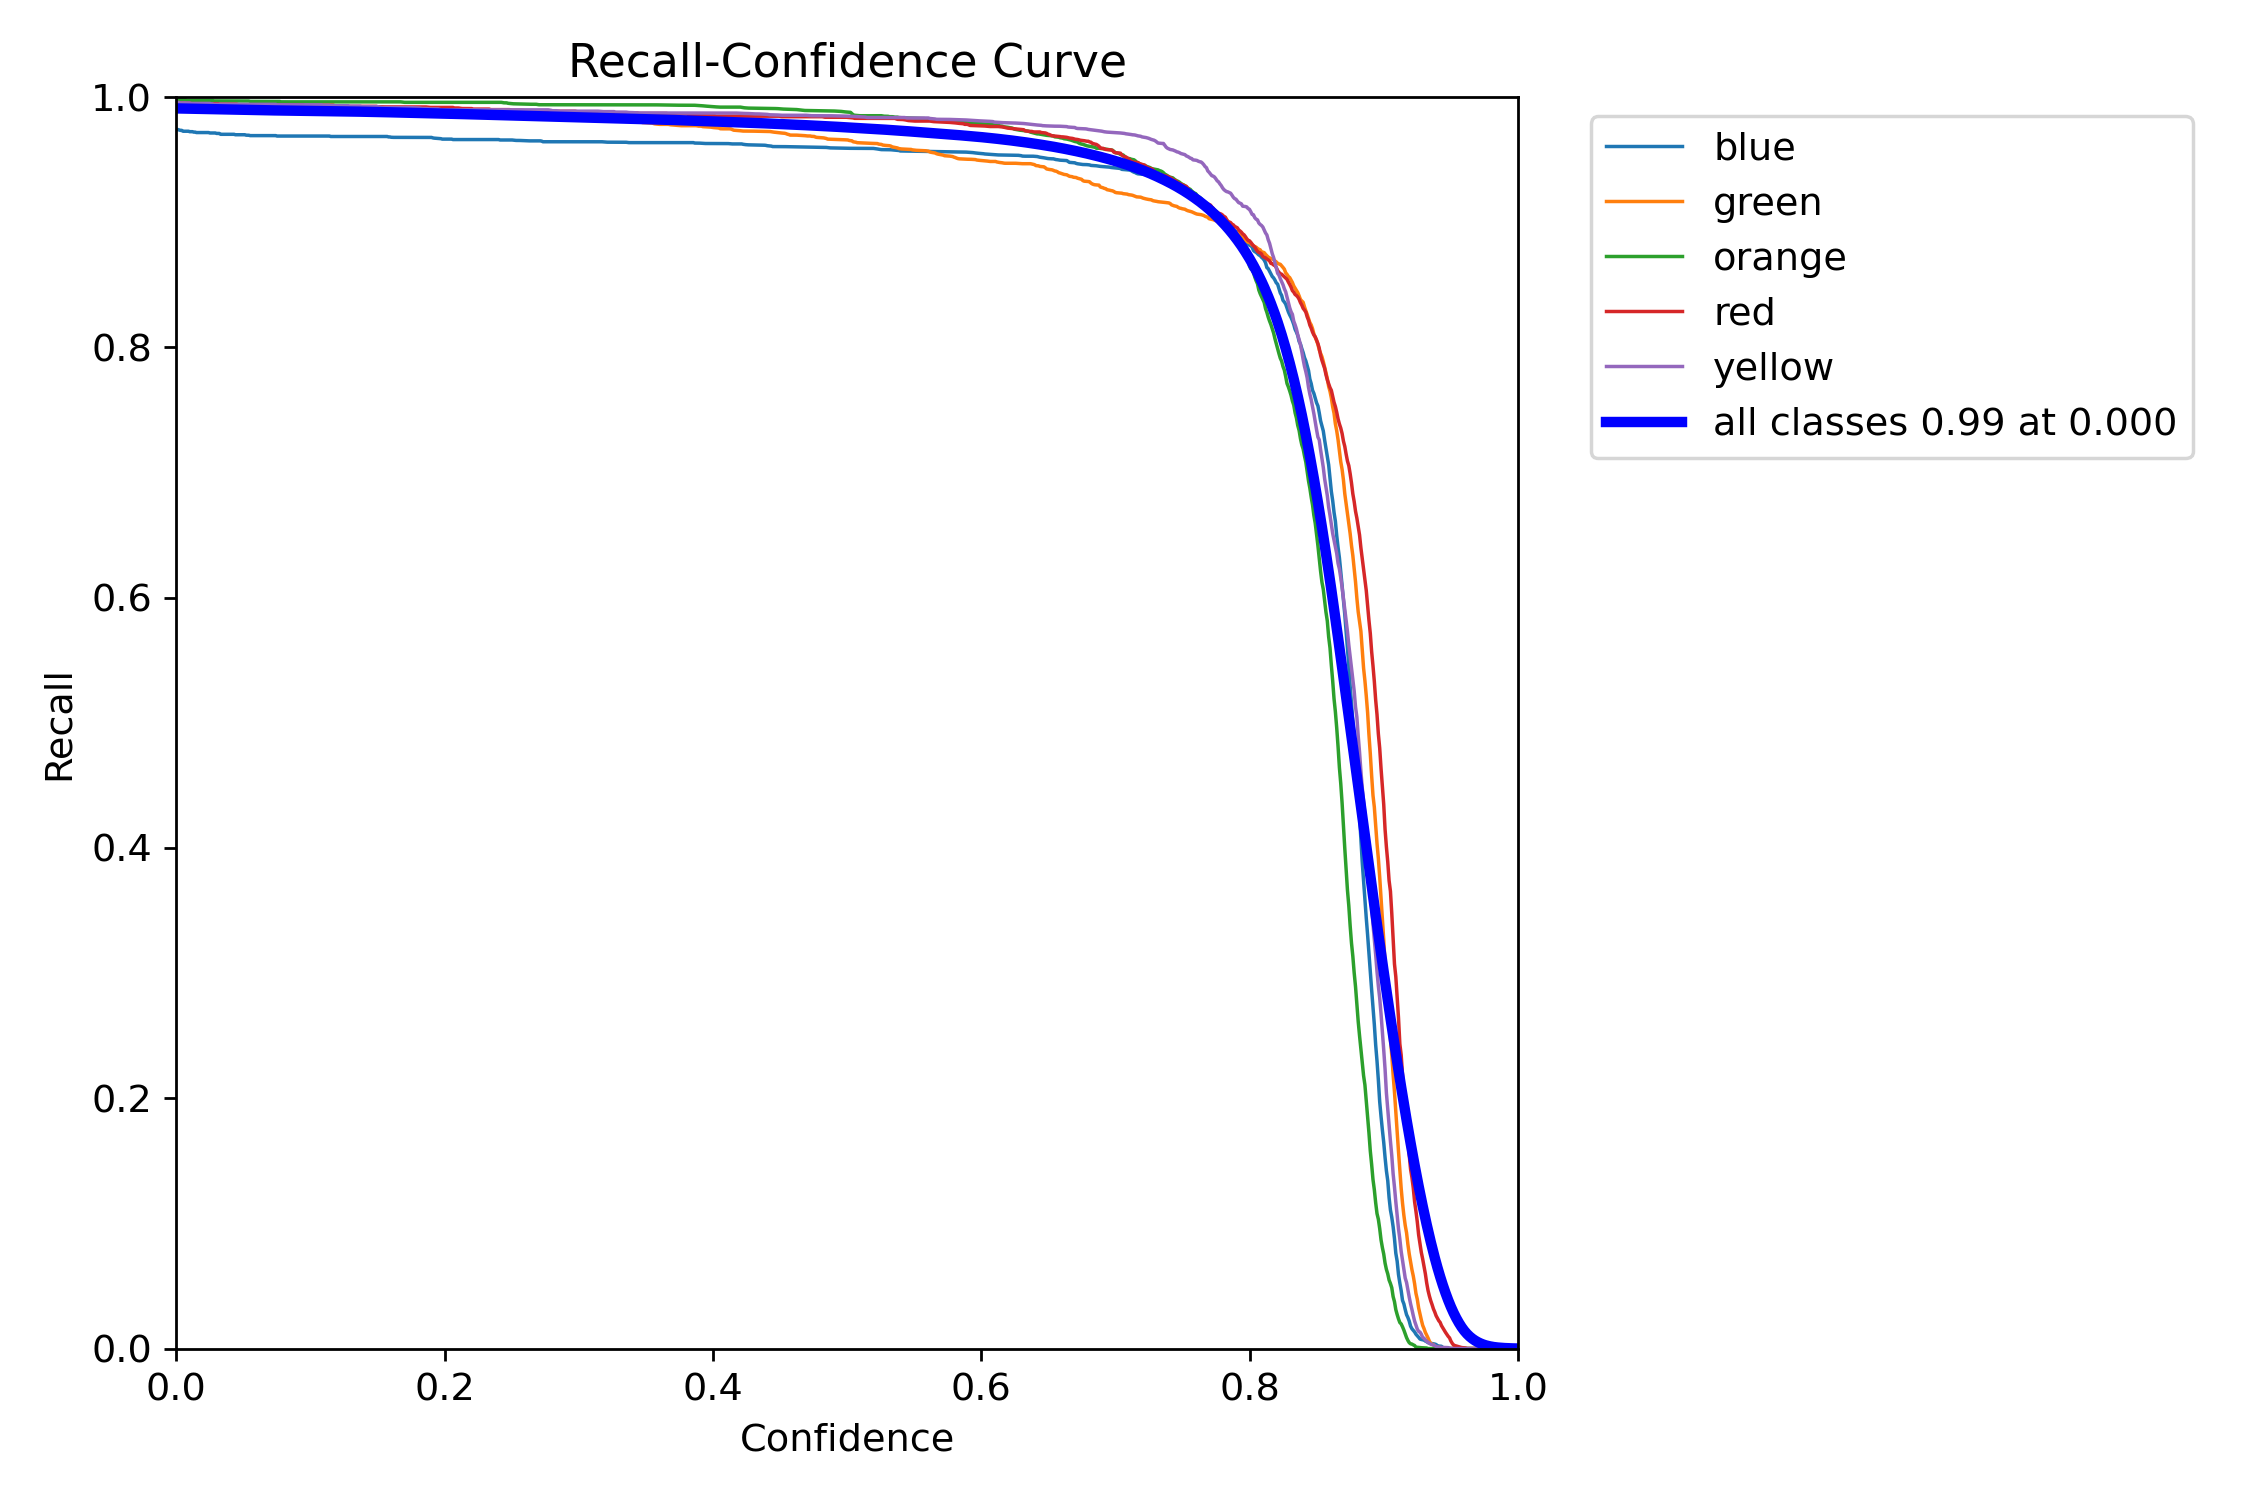 Recall-Confidence Curve
1.0
0.8
0.6
0.4
0.2
0.0
Recall
0.0 0.2 0.4 0.6 0.8 1.0
Confidence
blue
green
orange
red
yellow
all classes 0.99 at 0.000